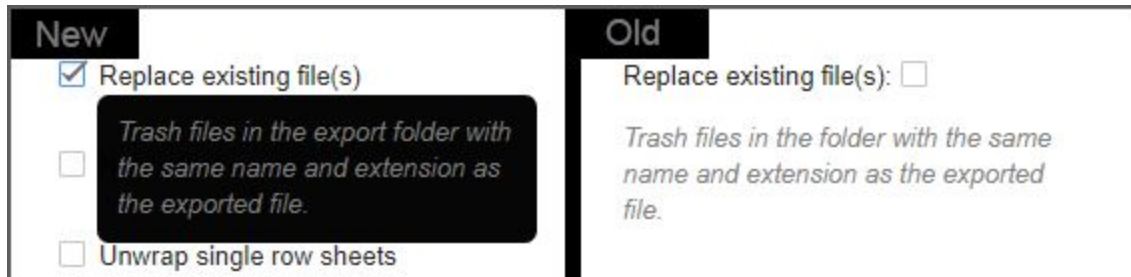 New
Replace existing file(s)
Trash files in the export folder with
the same name and extension as
the exported file.
Unwrap single row sheets
Old
Replace existing file(s):
Trash files in the folder with the same
name and extension as the exported
file.